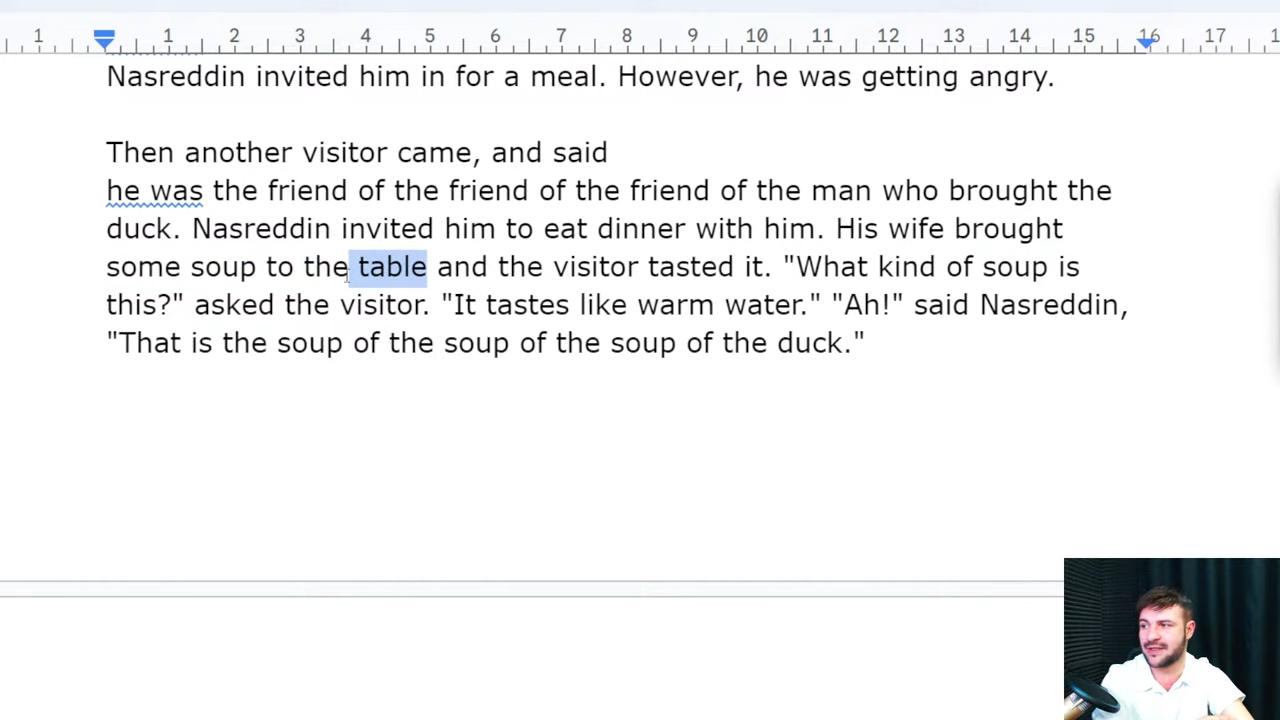 1 1 2 3 4 5 6 7 8 9 10 11 12 13 14 15 16 17
Nasreddin invited him in for a meal. However, he was getting angry.
Then another visitor came, and said
he was the friend of the friend of the friend of the man who brought the
duck. Nasreddin invited him to eat dinner with him. His wife brought
some soup to the table and the visitor tasted it. "What kind of soup is
this?" asked the visitor. "It tastes like warm water." "Ah!" said Nasreddin,
"That is the soup of the soup of the soup of the duck."